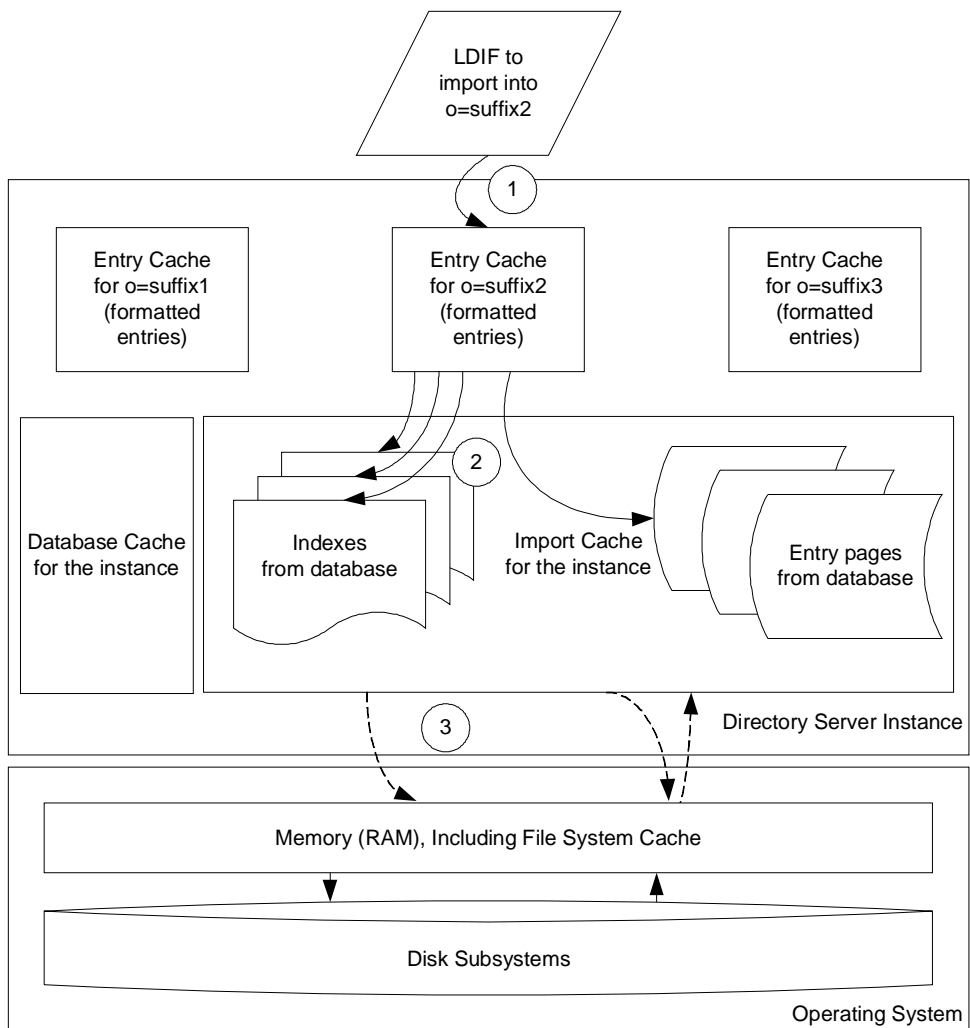 LDIF to
import into
o=suffix2
1
Entry Cache
for o=suffix1
(formatted
entries)
Entry Cache
for o=suffix2
(formatted
entries)
Entry Cache
for o=suffix3
(formatted
entries)
2
Database Cache
for the instance
Indexes
from database
Import Cache
for the instance
Entry pages
from database
3
Directory Server Instance
Memory (RAM), Including File System Cache
Disk Subsystems
Operating System